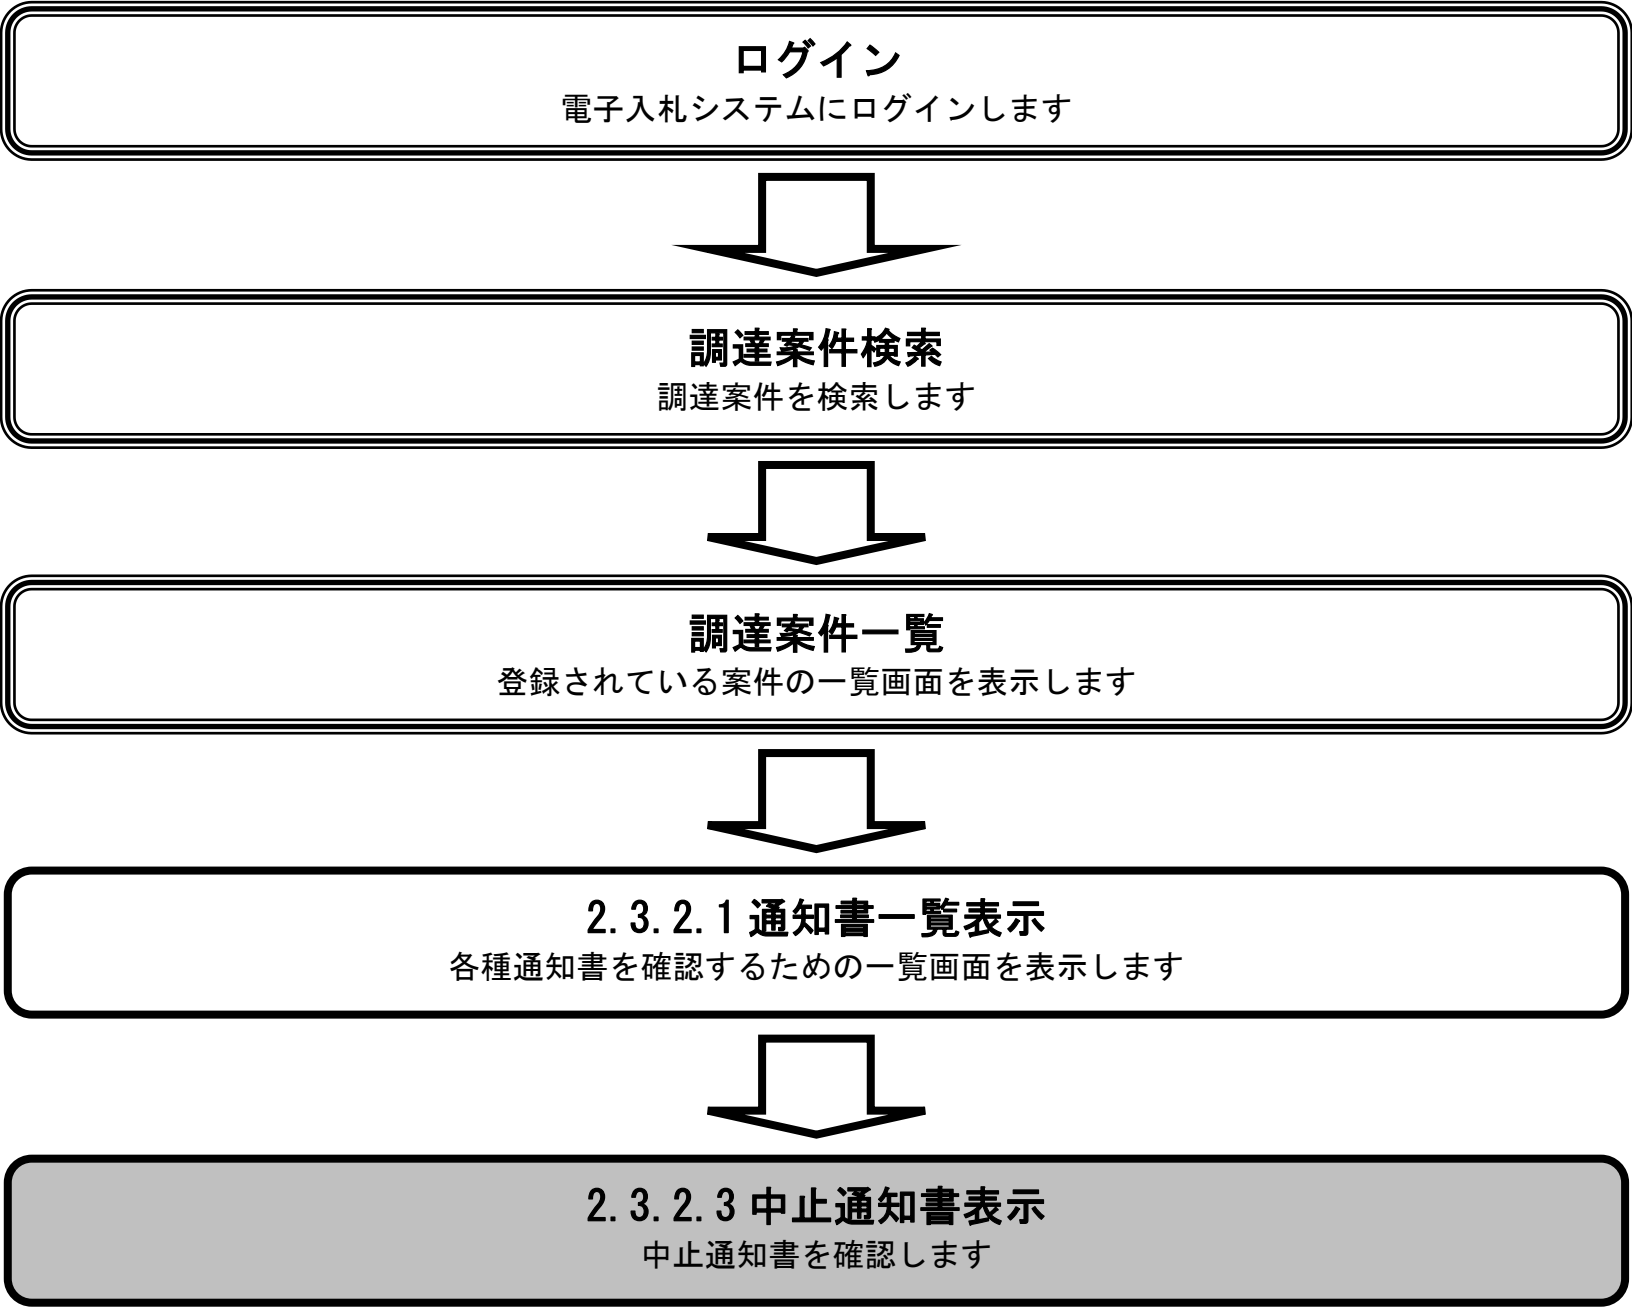 ログイン
電子入札システムにログインします
調達案件検索
調達案件を検索します
調達案件一覧
登録されている案件の一覧画面を表示します
2.3.2.1 通知書一覧表示
各種通知書を確認するための一覧画面を表示します
2.3.2.3 中止通知書表示
中止通知書を確認します